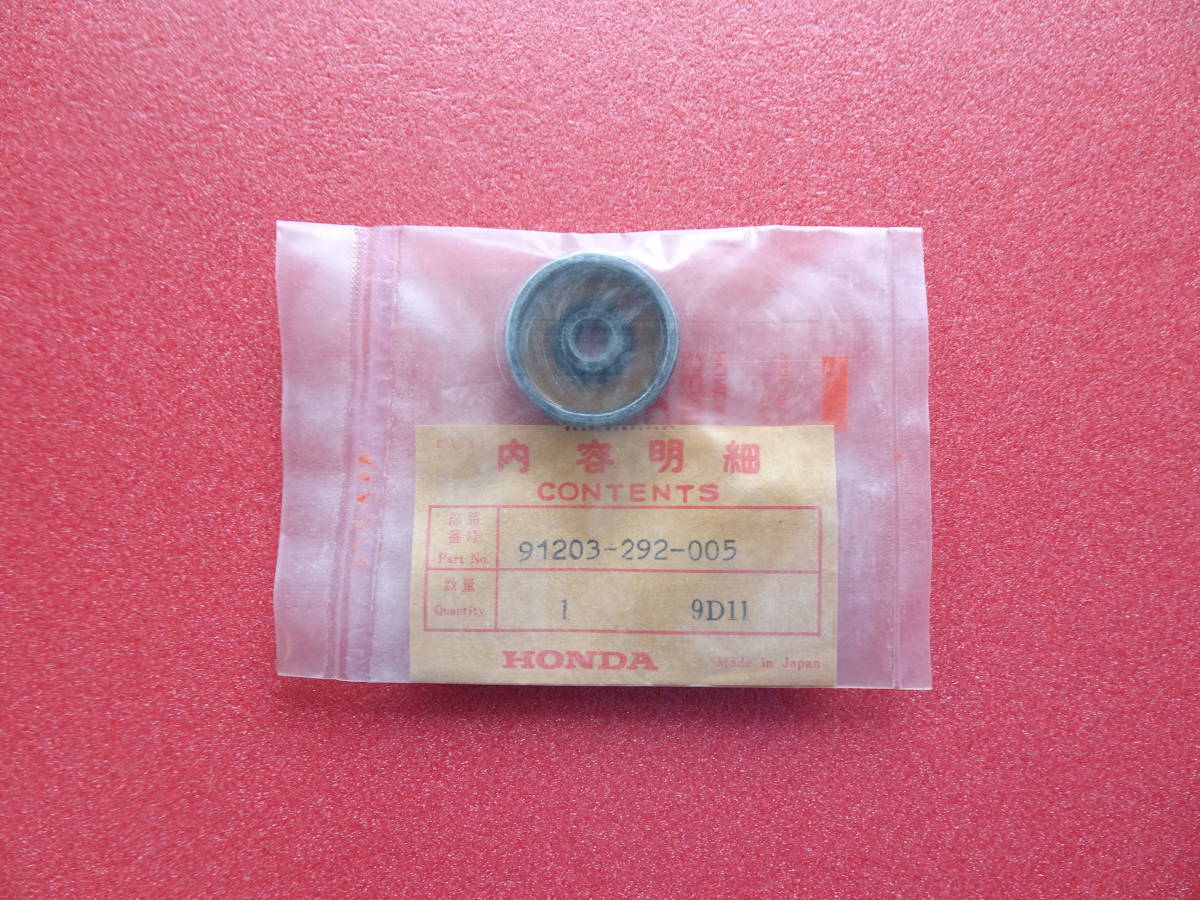 内容明細
CONTENTS
部品
番号
Part No.
91203-292-005
数量
Quantity
1 9D11
HONDA Made in Japan